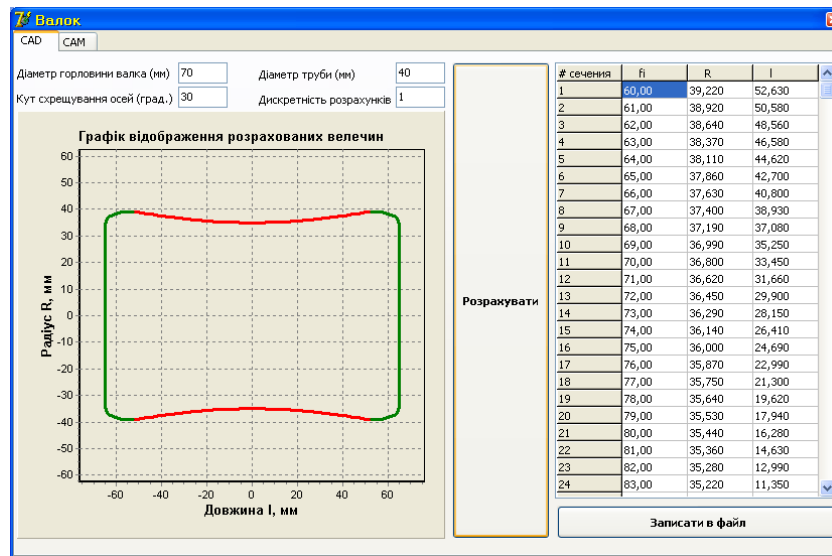 Валок
CAD CAM
Діаметр горловини валка (мм) 70 Діаметр труби (мм) 40
Кут схрещування осей (град.) 30 Дискретність розрахунків 1
Графік відображення розрахованих велечин
60
50
40
30
20
10
0
-10
-20
-30
-40
-50
-60
Радіус R, мм
-60 -40 -20 0 20 40 60
Довжина l, мм
Розрахувати
# сечения fi R l
1 60,00 39,220 52,630
2 61,00 38,920 50,580
3 62,00 38,640 48,560
4 63,00 38,370 46,580
5 64,00 38,110 44,620
6 65,00 37,860 42,700
7 66,00 37,630 40,800
8 67,00 37,400 38,930
9 68,00 37,190 37,080
10 69,00 36,990 35,250
11 70,00 36,800 33,450
12 71,00 36,620 31,660
13 72,00 36,450 29,900
14 73,00 36,290 28,150
15 74,00 36,140 26,410
16 75,00 36,000 24,690
17 76,00 35,870 22,990
18 77,00 35,750 21,300
19 78,00 35,640 19,620
20 79,00 35,530 17,940
21 80,00 35,440 16,280
22 81,00 35,360 14,630
23 82,00 35,280 12,990
24 83,00 35,220 11,350
Записати в файл